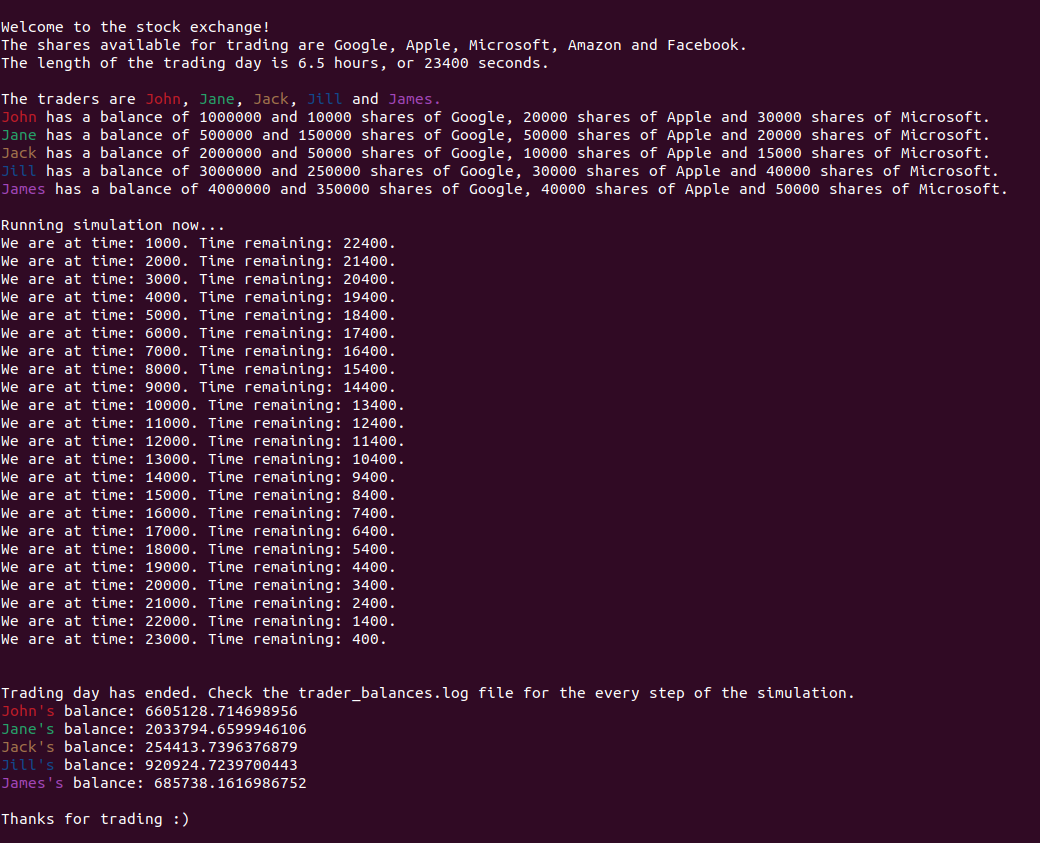 Welcome to the stock exchange!
The shares available for trading are Google, Apple, Microsoft, Amazon and Facebook.
The length of the trading day is 6.5 hours, or 23400 seconds.
The traders are John, Jane, Jack, Jill and James.
John has a balance of 1000000 and 10000 shares of Google, 20000 shares of Apple and 30000 shares of Microsoft.
Jane has a balance of 500000 and 150000 shares of Google, 50000 shares of Apple and 20000 shares of Microsoft.
Jack has a balance of 2000000 and 50000 shares of Google, 10000 shares of Apple and 15000 shares of Microsoft.
Jill has a balance of 3000000 and 250000 shares of Google, 30000 shares of Apple and 40000 shares of Microsoft.
James has a balance of 4000000 and 350000 shares of Google, 40000 shares of Apple and 50000 shares of Microsoft.
Running simulation now...
We are at time: 1000. Time remaining: 22400.
We are at time: 2000. Time remaining: 21400.
We are at time: 3000. Time remaining: 20400.
We are at time: 4000. Time remaining: 19400.
We are at time: 5000. Time remaining: 18400.
We are at time: 6000. Time remaining: 17400.
We are at time: 7000. Time remaining: 16400.
We are at time: 8000. Time remaining: 15400.
We are at time: 9000. Time remaining: 14400.
We are at time: 10000. Time remaining: 13400.
We are at time: 11000. Time remaining: 12400.
We are at time: 12000. Time remaining: 11400.
We are at time: 13000. Time remaining: 10400.
We are at time: 14000. Time remaining: 9400.
We are at time: 15000. Time remaining: 8400.
We are at time: 16000. Time remaining: 7400.
We are at time: 17000. Time remaining: 6400.
We are at time: 18000. Time remaining: 5400.
We are at time: 19000. Time remaining: 4400.
We are at time: 20000. Time remaining: 3400.
We are at time: 21000. Time remaining: 2400.
We are at time: 22000. Time remaining: 1400.
We are at time: 23000. Time remaining: 400.
Trading day has ended. Check the trader_balances.log file for the every step of the simulation.
John's balance: 6605128.714698956
Jane's balance: 2033794.6599946106
Jack's balance: 254413.7396376879
Jill's balance: 920924.7239700443
James's balance: 685738.1616986752
Thanks for trading :)